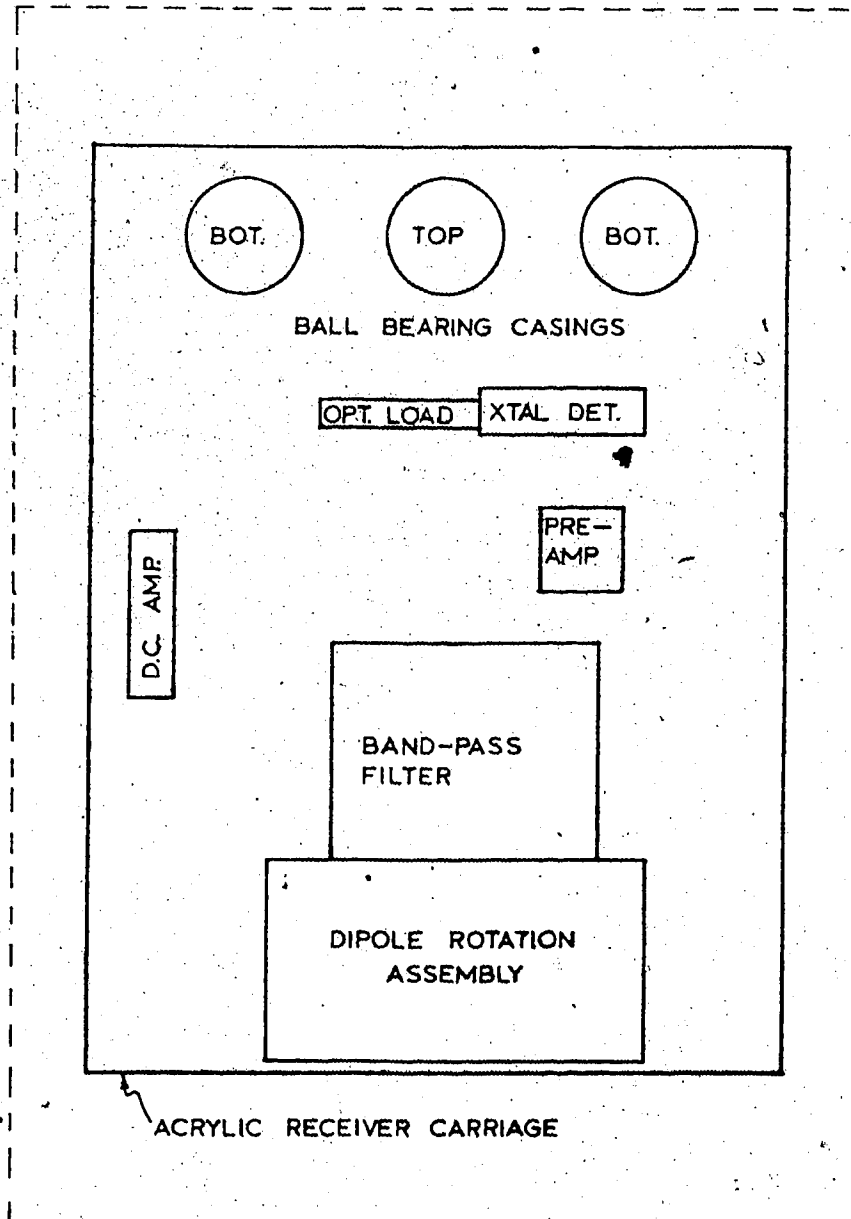 BOT. TOP BOT.
BALL BEARING CASINGS
OPT. LOAD XTAL DET.
PRE-
AMP
D.C. AMP.
BAND-PASS
FILTER
DIPOLE ROTATION
ASSEMBLY
ACRYLIC RECEIVER CARRIAGE